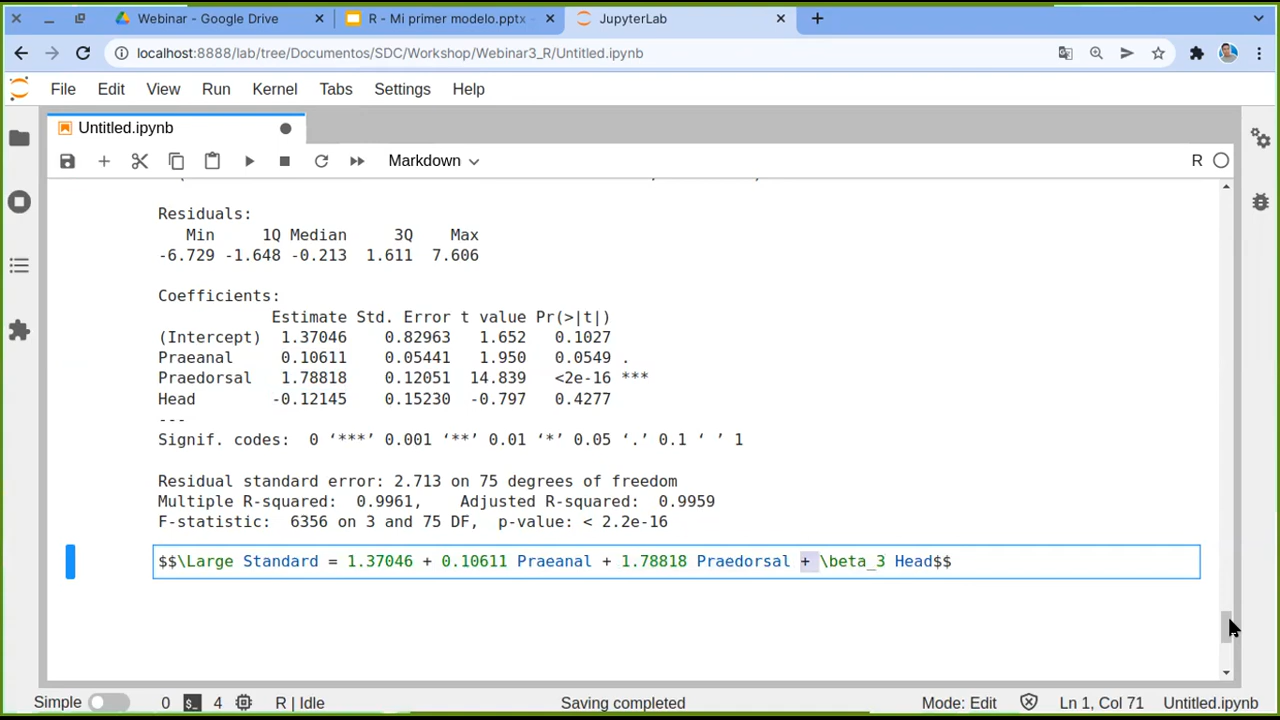 Webinar - Google Drive
R - Mi primer modelo.pptx -
JupyterLab
localhost:8888/lab/tree/Documentos/SDC/Workshop/Webinar3_R/Untitled.ipynb
File Edit View Run Kernel Tabs Settings Help
Untitled.ipynb
Markdown
R
Residuals:
Min 1Q Median 3Q Max
-6.729 -1.648 -0.213 1.611 7.606
Coefficients:
Estimate Std. Error t value Pr(>|t|)
(Intercept) 1.37046 0.82963 1.652 0.1027
Praeanal 0.10611 0.05441 1.950 0.0549 .
Praedorsal 1.78818 0.12051 14.839 <2e-16 ***
Head -0.12145 0.15230 -0.797 0.4277
---
Signif. codes: 0 ‘***’ 0.001 ‘**’ 0.01 ‘*’ 0.05 ‘.’ 0.1 ‘ ’ 1
Residual standard error: 2.713 on 75 degrees of freedom
Multiple R-squared: 0.9961, Adjusted R-squared: 0.9959
F-statistic: 6356 on 3 and 75 DF, p-value: < 2.2e-16
$$\Large Standard = 1.37046 + 0.10611 Praeanal + 1.78818 Praedorsal + \beta_3 Head$$
Simple 0 4 R | Idle Saving completed Mode: Edit Ln 1, Col 71 Untitled.ipynb